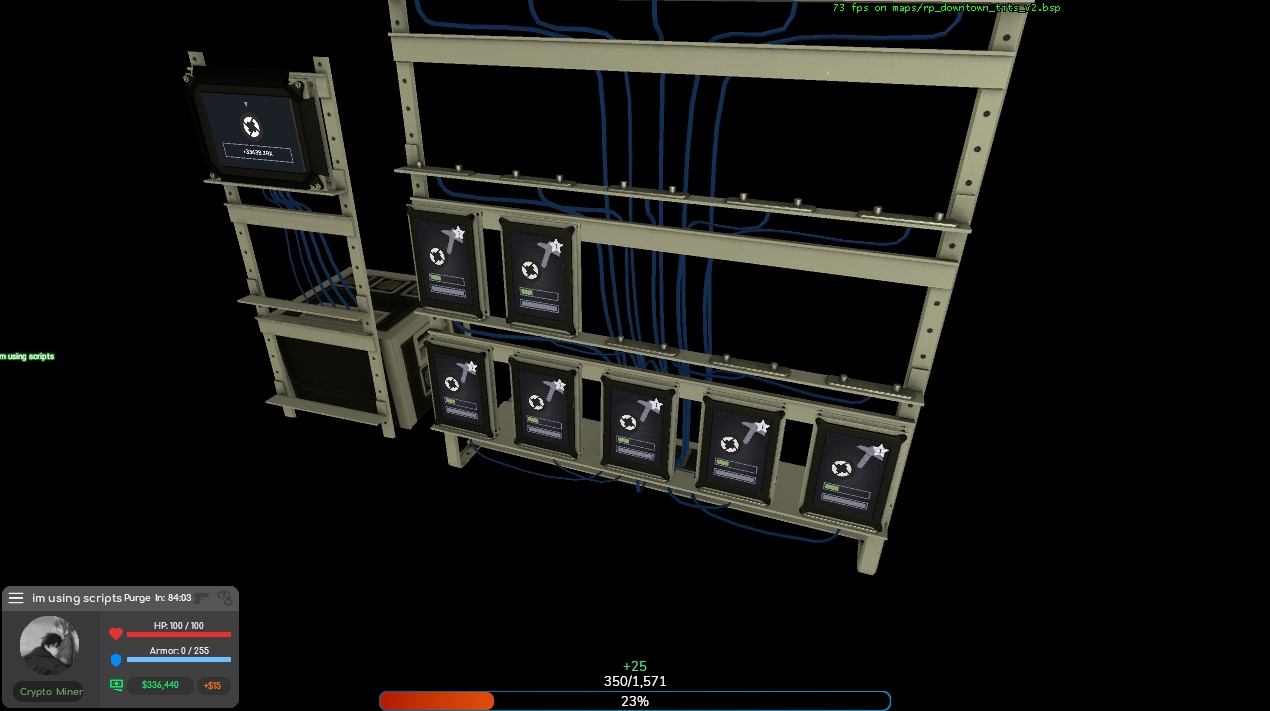 73 fps on maps/rp_downtown_tits_v2.bsp
m using scripts
im using scripts Purge In: 84:03
HP: 100 / 100
Armor: 0 / 255
$336,440 +$15
Crypto Miner
+25
350/1,571
23%